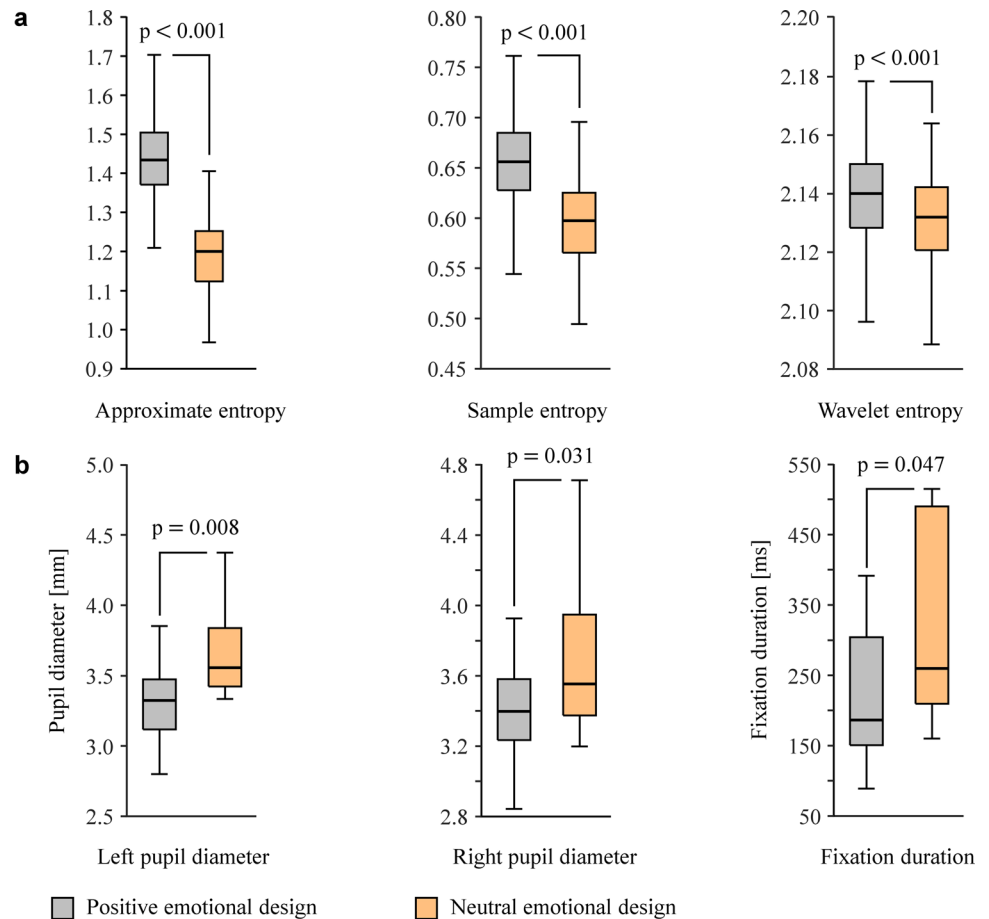 a
p < 0.001
1.8
1.7
1.6
1.5
1.4
1.3
1.2
1.1
1.0
0.9
Approximate entropy
p < 0.001
0.80
0.75
0.70
0.65
0.60
0.55
0.50
0.45
Sample entropy
p < 0.001
2.20
2.18
2.16
2.14
2.12
2.10
2.08
Wavelet entropy
b
p = 0.008
Pupil diameter [mm]
5.0
4.5
4.0
3.5
3.0
2.5
Left pupil diameter
p = 0.031
4.8
4.4
4.0
3.6
3.2
2.8
Right pupil diameter
p = 0.047
Fixation duration [ms]
550
450
350
250
150
50
Fixation duration
Positive emotional design
Neutral emotional design